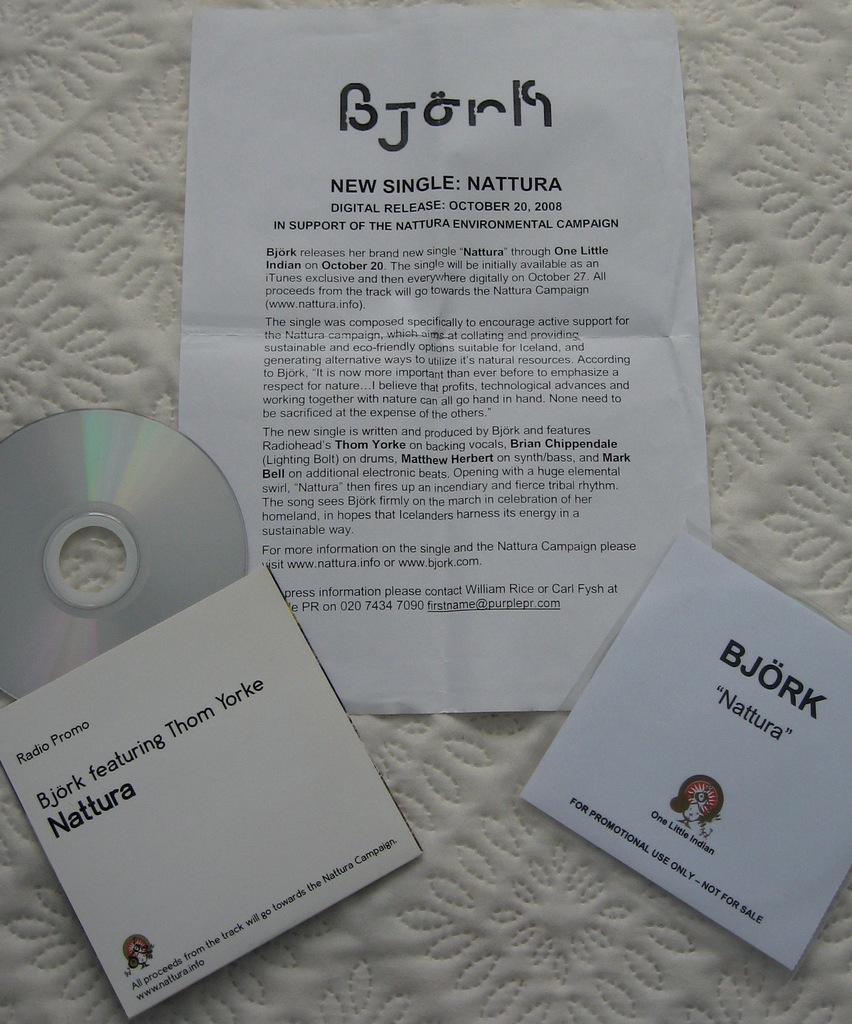 Björk
NEW SINGLE: NATTURA
DIGITAL RELEASE: OCTOBER 20, 2008
IN SUPPORT OF THE NATTURA ENVIRONMENTAL CAMPAIGN
Björk releases her brand new single "Nattura" through One Little
Indian on October 20. The single will be initially available as an
iTunes exclusive and then everywhere digitally on October 27. All
proceeds from the track will go towards the Nattura Campaign
(www.nattura.info).
The single was composed specifically to encourage active support for
the Nattura campaign, which aims at collating and providing
sustainable and eco-friendly options suitable for Iceland, and
generating alternative ways to utilize it's natural resources. According
to Björk, "It is now more important than ever before to emphasize a
respect for nature…I believe that profits, technological advances and
working together with nature can all go hand in hand. None need to
be sacrificed at the expense of the others."
The new single is written and produced by Björk and features
Radiohead's Thom Yorke on backing vocals, Brian Chippendale
(Lighting Bolt) on drums, Matthew Herbert on synth/bass, and Mark
Bell on additional electronic beats. Opening with a huge elemental
swirl, "Nattura" then fires up an incendiary and fierce tribal rhythm.
The song sees Björk firmly on the march in celebration of her
homeland, in hopes that Icelanders harness its energy in a
sustainable way.
For more information on the single and the Nattura Campaign please
visit www.nattura.info or www.bjork.com.
press information please contact William Rice or Carl Fysh at
PR on 020 7434 7090 firstname@purplepr.com
Radio Promo
Björk featuring Thom Yorke
Nattura
All proceeds from the track will go towards the Nattura Campaign.
www.nattura.info
BJÖRK
"Nattura"
One Little Indian
FOR PROMOTIONAL USE ONLY – NOT FOR SALE